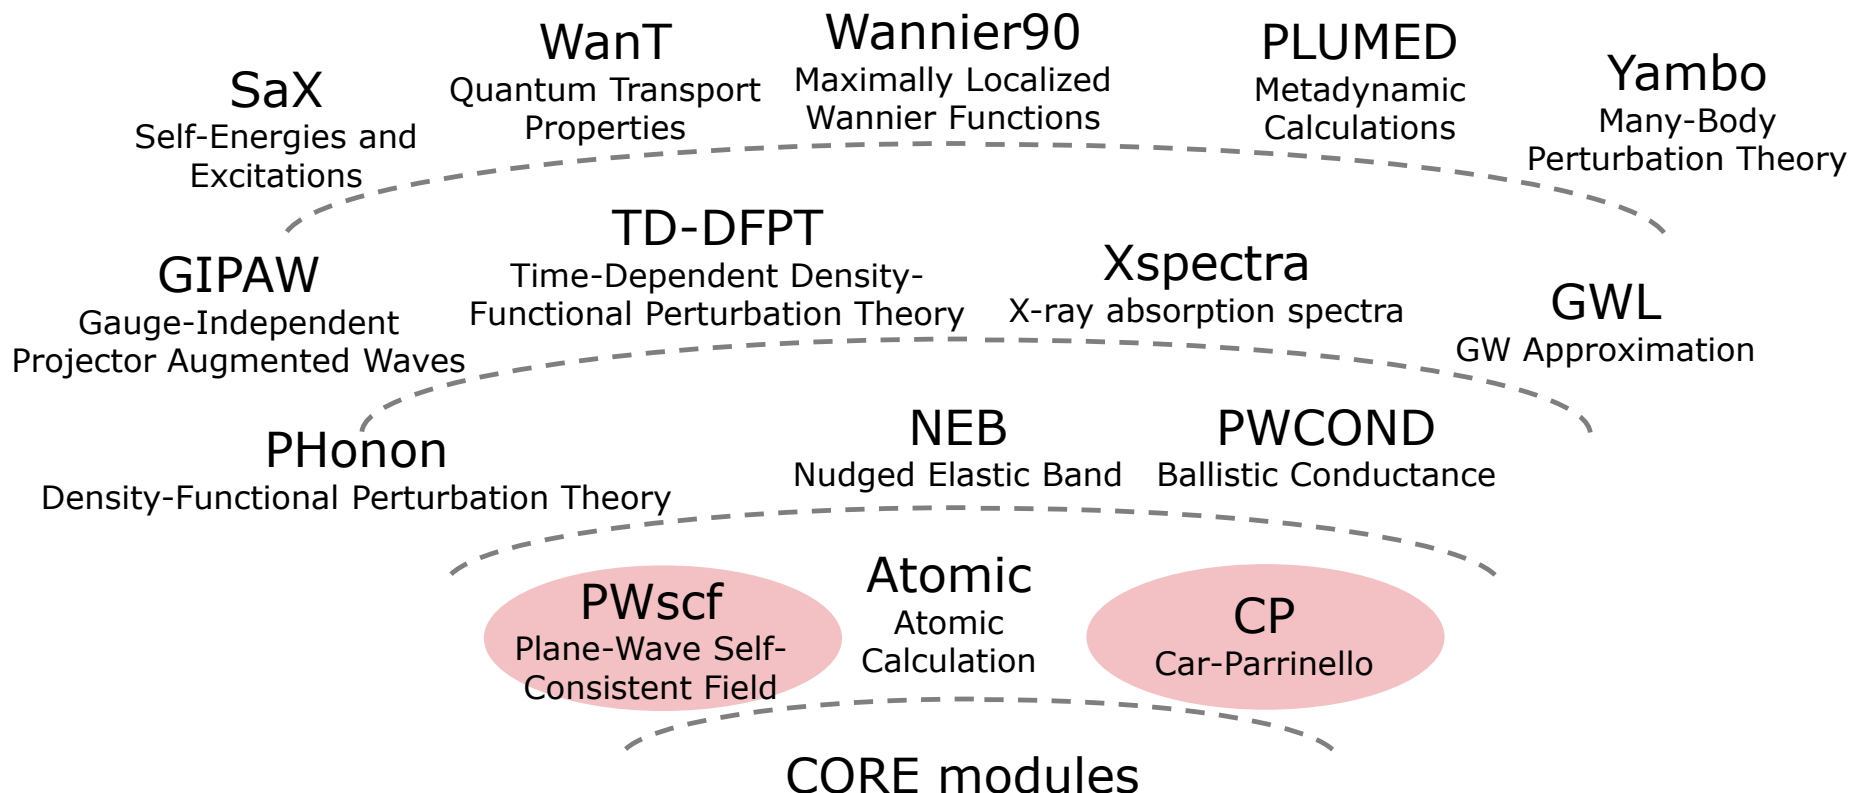 SaX
Self-Energies and
Excitations
WanT
Quantum Transport
Properties
Wannier90
Maximally Localized
Wannier Functions
PLUMED
Metadynamic
Calculations
Yambo
Many-Body
Perturbation Theory
GIPAW
Gauge-Independent
Projector Augmented Waves
TD-DFPT
Time-Dependent Density-
Functional Perturbation Theory
Xspectra
X-ray absorption spectra
GWL
GW Approximation
PHonon
Density-Functional Perturbation Theory
NEB
Nudged Elastic Band
PWCOND
Ballistic Conductance
PWscf
Plane-Wave Self-
Consistent Field
Atomic
Atomic
Calculation
CP
Car-Parrinello
CORE modules